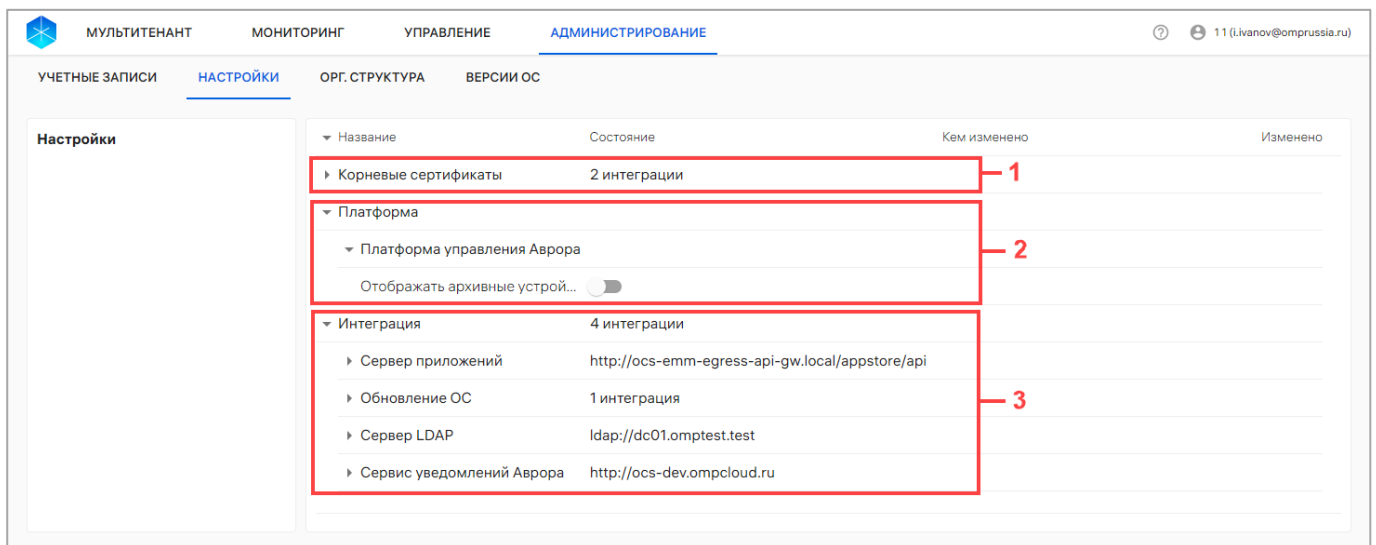 МУЛЬТИТЕНАНТ МОНИТОРИНГ УПРАВЛЕНИЕ АДМИНИСТРИРОВАНИЕ 11 (i.ivanov@omprussia.ru)
УЧЕТНЫЕ ЗАПИСИ НАСТРОЙКИ ОРГ. СТРУКТУРА ВЕРСИИ ОС
Настройки
Название Состояние Кем изменено Изменено
Корневые сертификаты 2 интеграции 1
Платформа
Платформа управления Аврора 2
Отображать архивные устрой...
Интеграция 4 интеграции
Сервер приложений http://ocs-emm-egress-api-gw.local/appstore/api
Обновление ОС 1 интеграция 3
Сервер LDAP ldap://dc01.omptest.test
Сервис уведомлений Аврора http://ocs-dev.ompcloud.ru